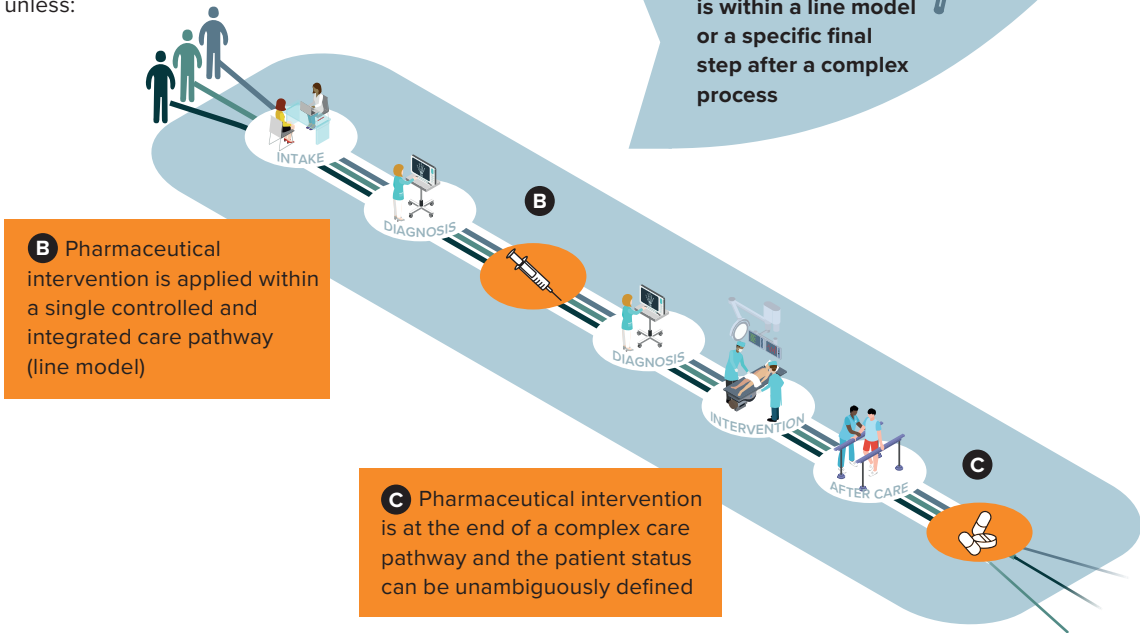 unless:
is within a line model
or a specific final
step after a complex
process
INTAKE
DIAGNOSIS
B
B Pharmaceutical
intervention is applied within
a single controlled and
integrated care pathway
(line model)
DIAGNOSIS
INTERVENTION
AFTER CARE
C
C Pharmaceutical intervention
is at the end of a complex care
pathway and the patient status
can be unambiguously defined